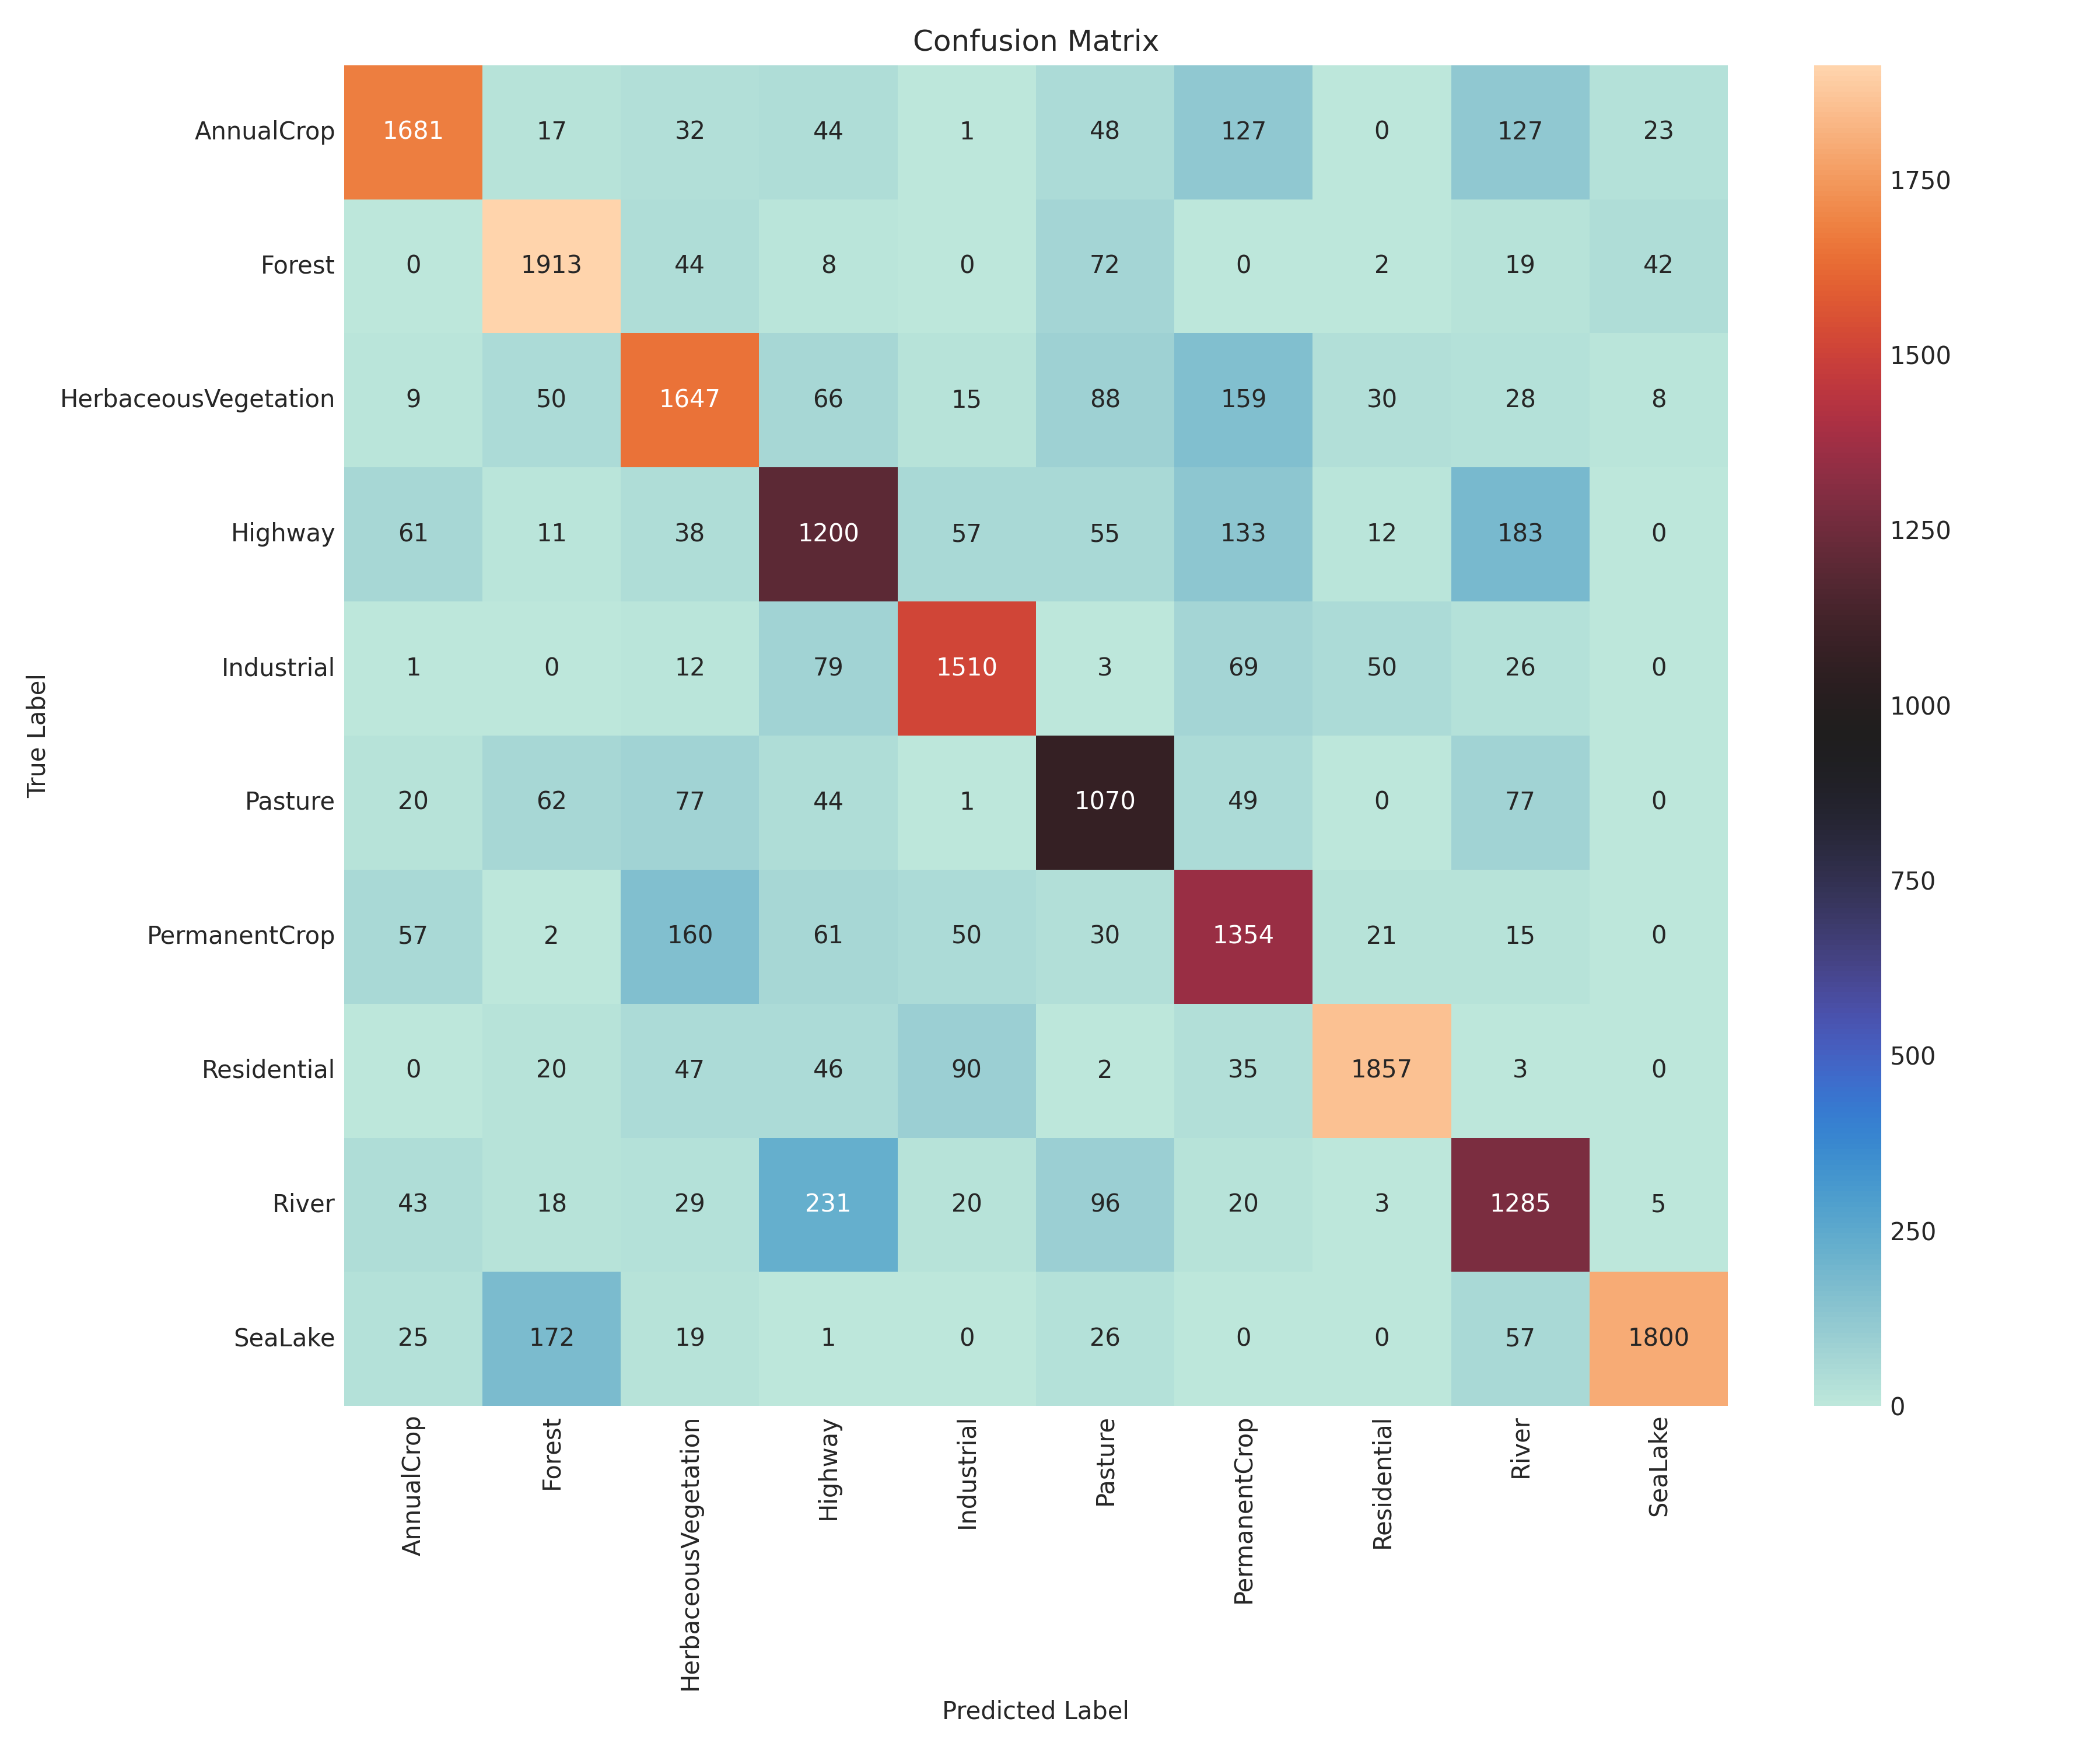 Confusion Matrix
AnnualCrop 1681 17 32 44 1 48 127 0 127 23
Forest 0 1913 44 8 0 72 0 2 19 42
HerbaceousVegetation 9 50 1647 66 15 88 159 30 28 8
Highway 61 11 38 1200 57 55 133 12 183 0
Industrial 1 0 12 79 1510 3 69 50 26 0
Pasture 20 62 77 44 1 1070 49 0 77 0
PermanentCrop 57 2 160 61 50 30 1354 21 15 0
Residential 0 20 47 46 90 2 35 1857 3 0
River 43 18 29 231 20 96 20 3 1285 5
SeaLake 25 172 19 1 0 26 0 0 57 1800
True Label
AnnualCrop
Forest
HerbaceousVegetation
Highway
Industrial
Pasture
PermanentCrop
Residential
River
SeaLake
Predicted Label
1750
1500
1250
1000
750
500
250
0